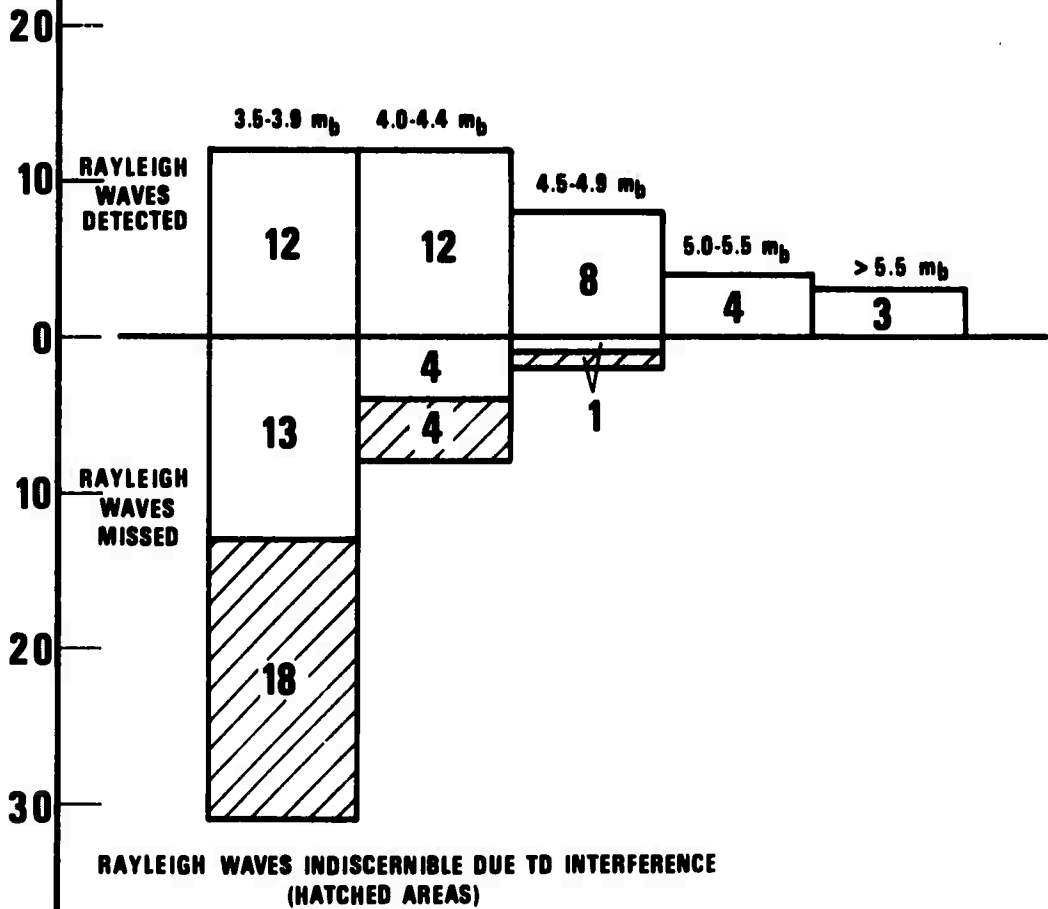 20
3.5-3.9 mb
4.0-4.4 mb
10
RAYLEIGH
WAVES
DETECTED
4.5-4.9 mb
12
12
5.0-5.5 mb
8
> 5.5 mb
4
3
0
4
1
4
13
RAYLEIGH
10
WAVES
MISSED
20
18
30
RAYLEIGH WAVES INDISCERNIBLE DUE TD INTERFERENCE
(HATCHED AREAS)